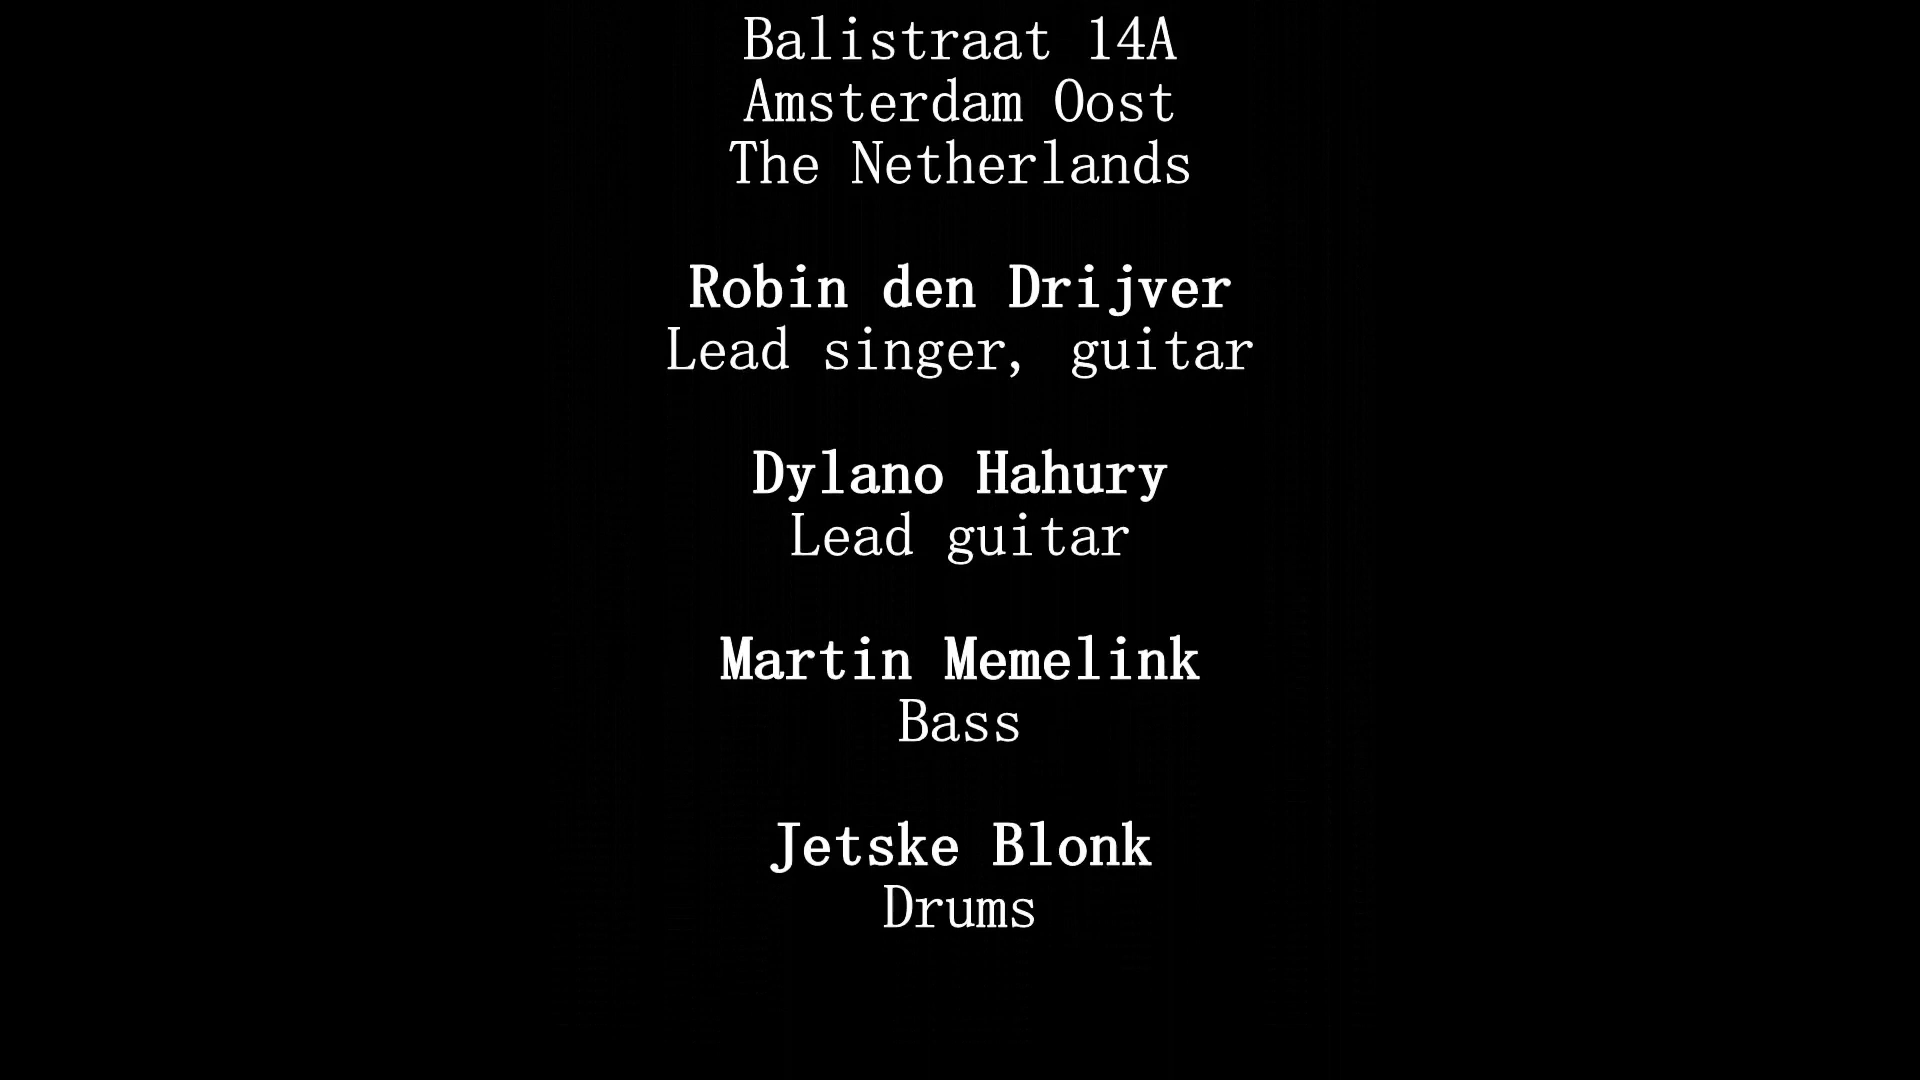 Balistraat 14A
Amsterdam Oost
The Netherlands
Robin den Drijver
Lead singer, guitar
Dylano Hahury
Lead guitar
Martin Memelink
Bass
Jetske Blonk
Drums